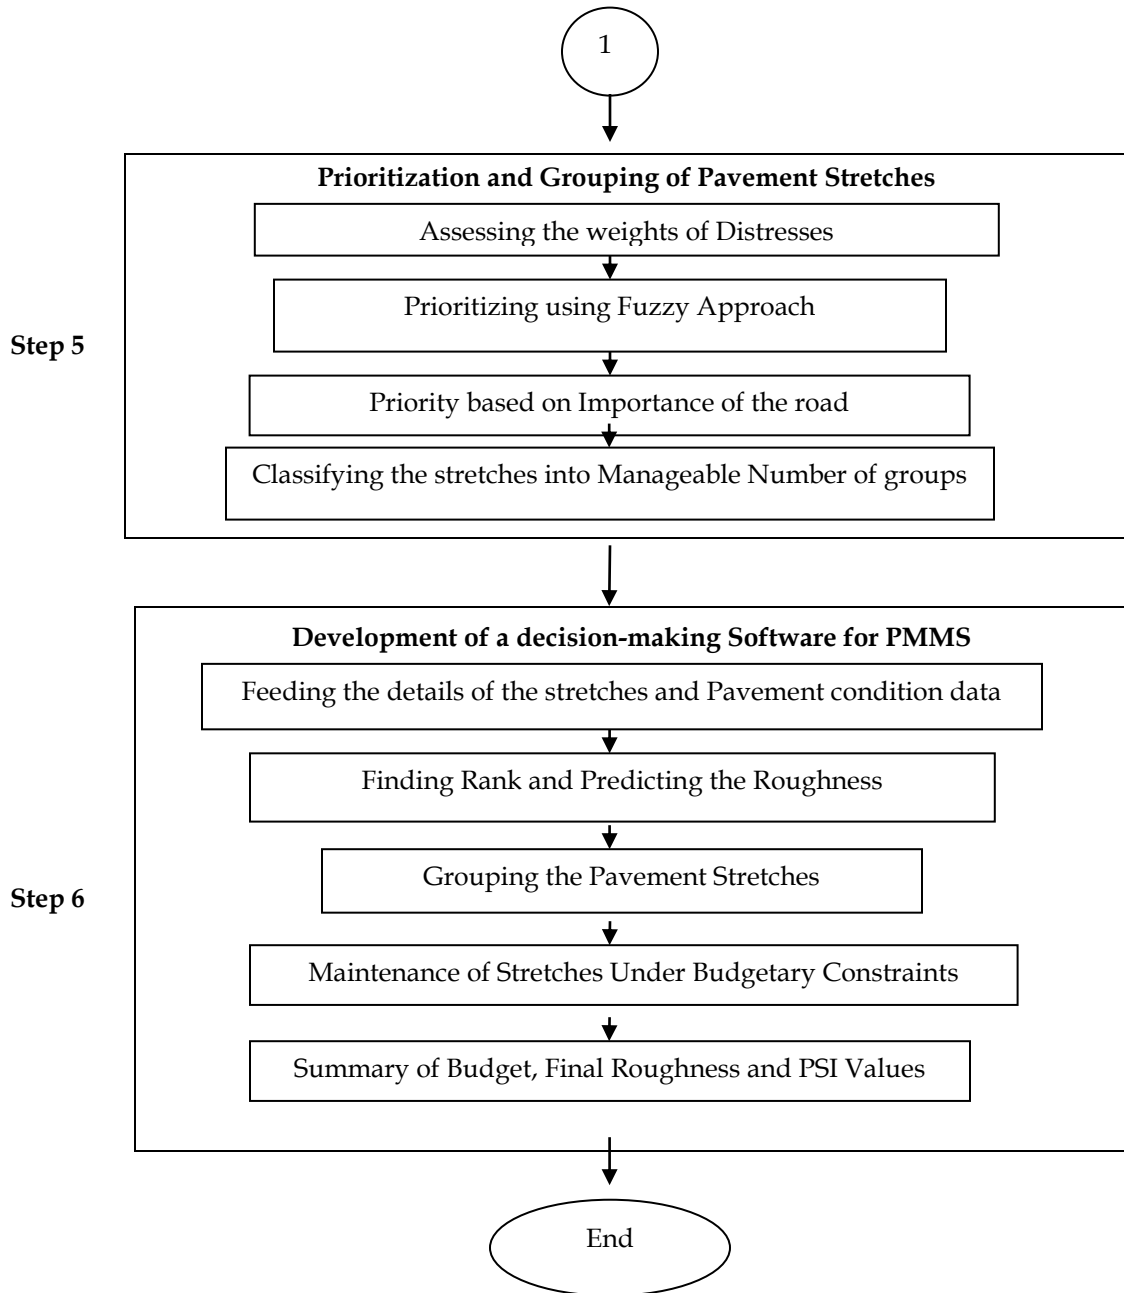 1
Prioritization and Grouping of Pavement Stretches
Assessing the weights of Distresses
Prioritizing using Fuzzy Approach
Step 5
Priority based on Importance of the road
Classifying the stretches into Manageable Number of groups
Development of a decision-making Software for PMMS
Feeding the details of the stretches and Pavement condition data
Finding Rank and Predicting the Roughness
Grouping the Pavement Stretches
Step 6
Maintenance of Stretches Under Budgetary Constraints
Summary of Budget, Final Roughness and PSI Values
End